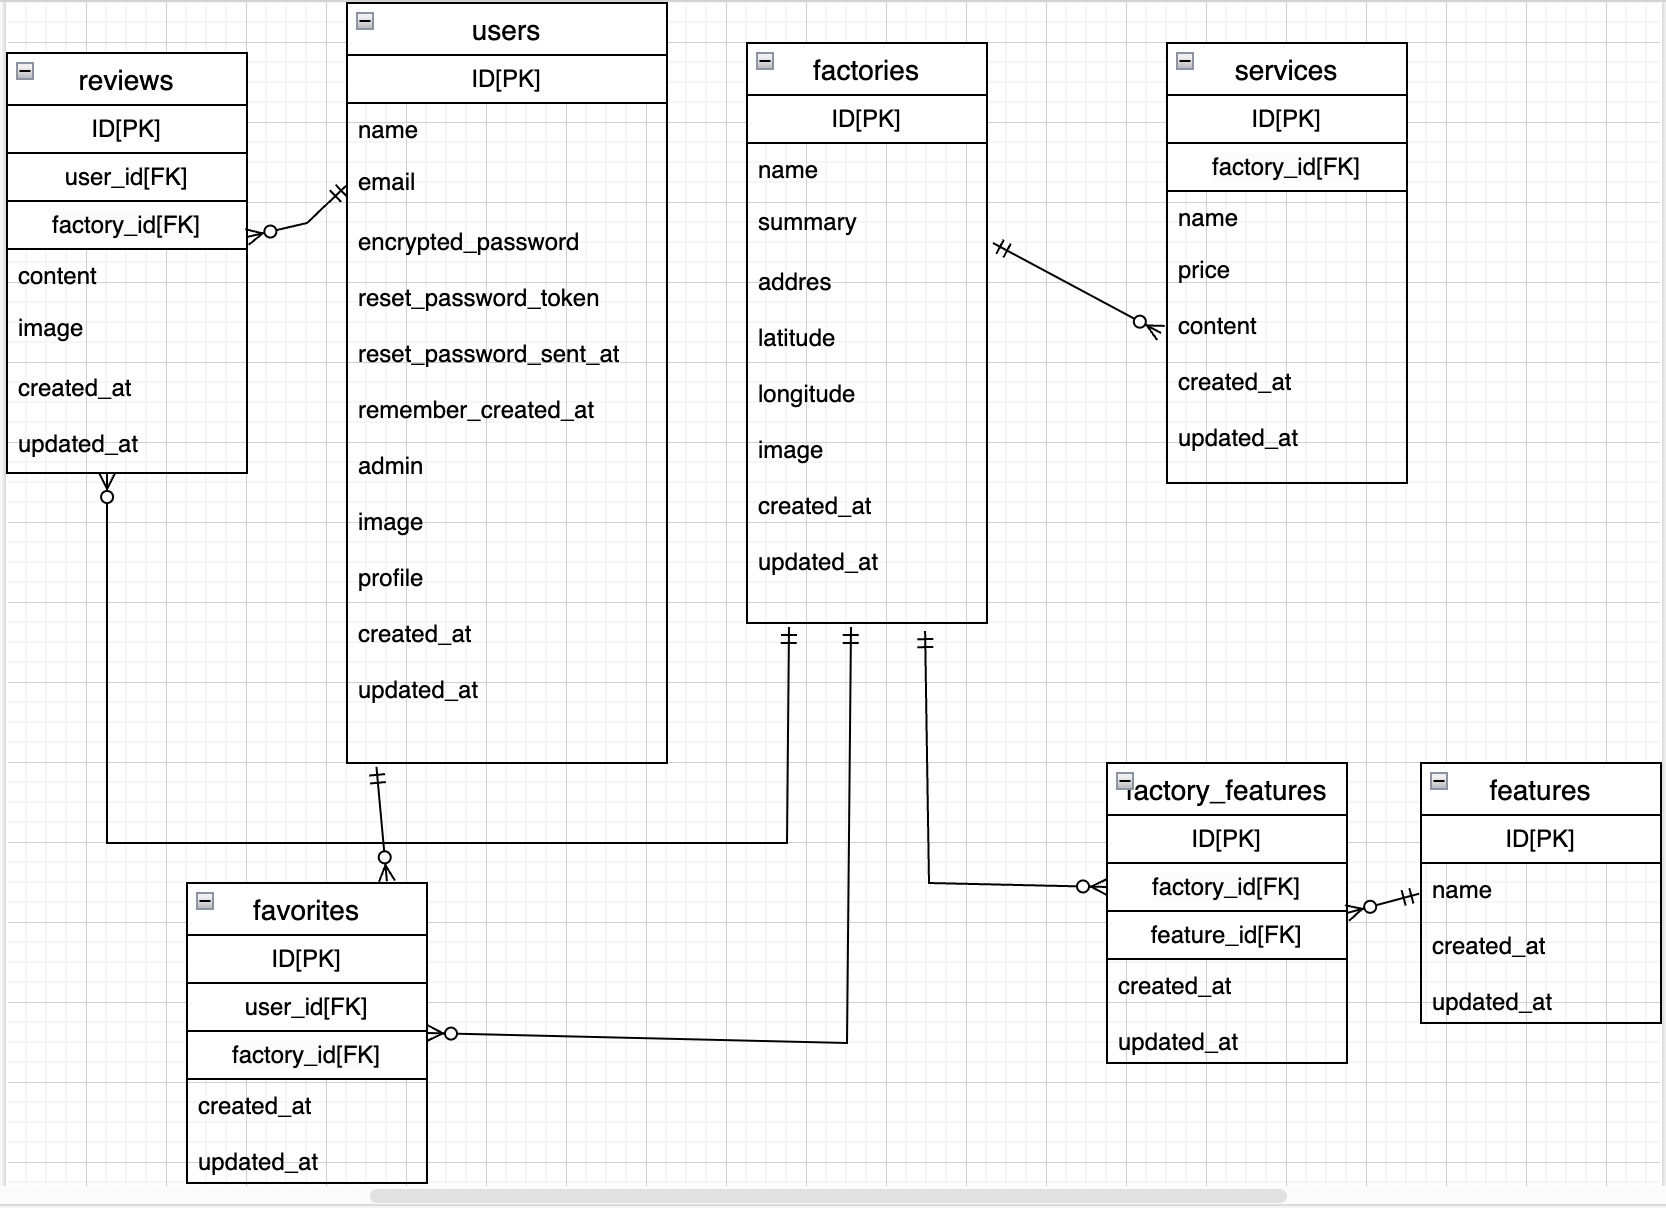 reviews
ID[PK]
user_id[FK]
factory_id[FK]
content
image
created_at
updated_at
users
ID[PK]
name
email
encrypted_password
reset_password_token
reset_password_sent_at
remember_created_at
admin
image
profile
created_at
updated_at
factories
ID[PK]
name
summary
addres
latitude
longitude
image
created_at
updated_at
services
ID[PK]
factory_id[FK]
name
price
content
created_at
updated_at
favorites
ID[PK]
user_id[FK]
factory_id[FK]
created_at
updated_at
factory_features
ID[PK]
factory_id[FK]
feature_id[FK]
created_at
updated_at
features
ID[PK]
name
created_at
updated_at